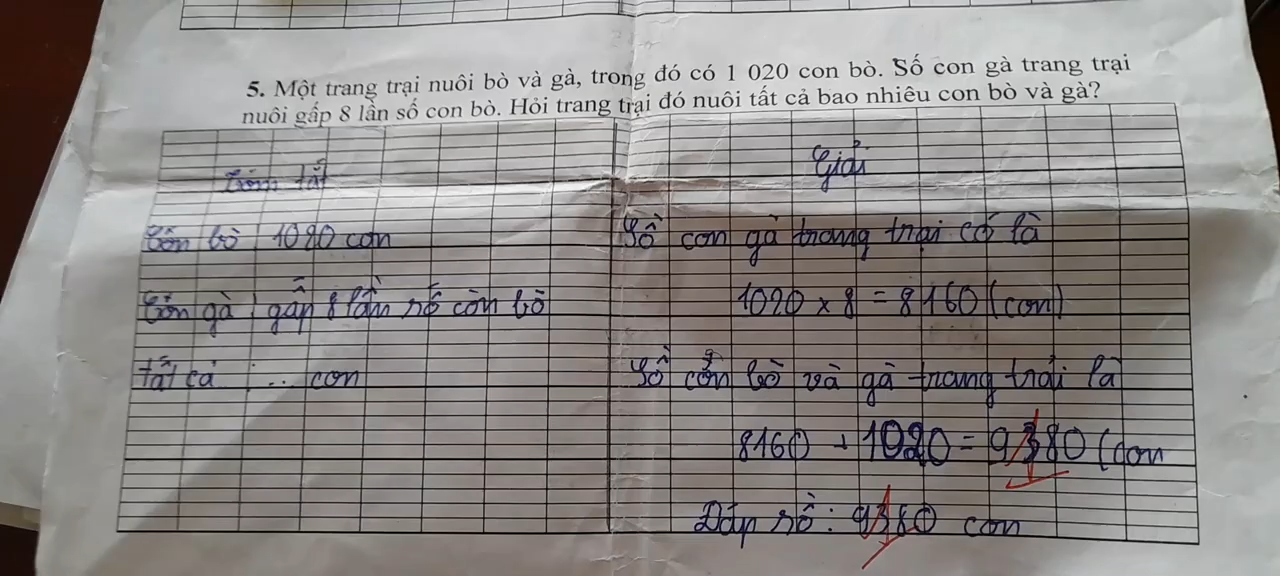 5. Một trang trại nuôi bò và gà, trong đó có 1 020 con bò. Số con gà trang trại
nuôi gấp 8 lần số con bò. Hỏi trang trại đó nuôi tất cả bao nhiêu con bò và gà?
Tóm tắt
Con bò : 1020 con
Con gà : gấp 8 lần số con bò
tất cả : ... con
Giải
Số con gà trang trại có là
1020 x 8 = 8160 (con)
Số con bò và gà trang trại là
8160 + 1020 = 9380 (con
Đáp số : 9380 con